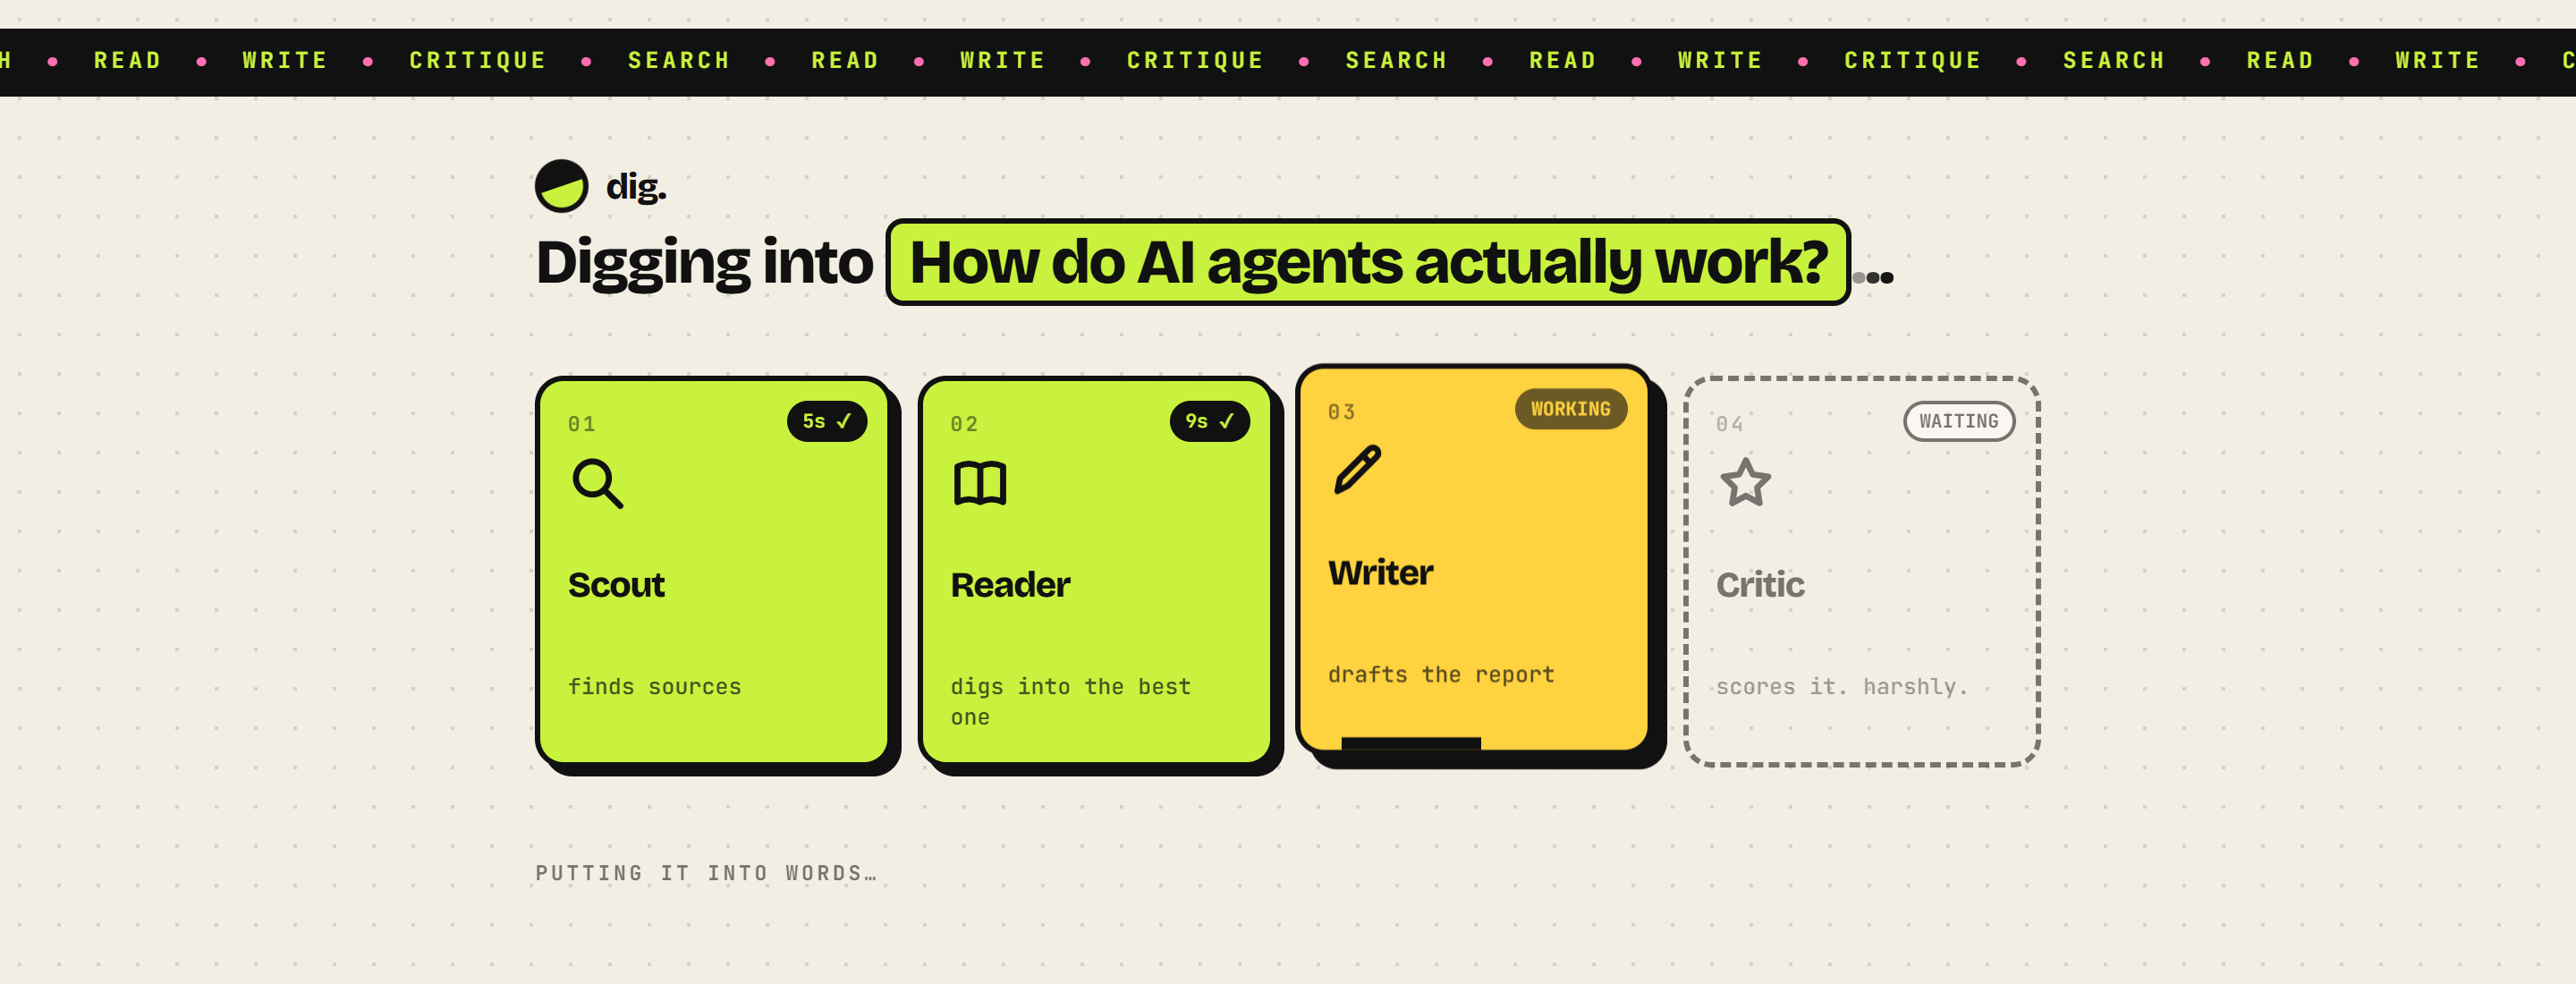 H • READ • WRITE • CRITIQUE • SEARCH • READ • WRITE • CRITIQUE • SEARCH • READ • WRITE • CRITIQUE • SEARCH • READ • WRITE • C
dig.
Digging into How do AI agents actually work?...
01 5s ✓
Scout
finds sources
02 9s ✓
Reader
digs into the best
one
03 WORKING
Writer
drafts the report
04 WAITING
Critic
scores it. harshly.
PUTTING IT INTO WORDS…